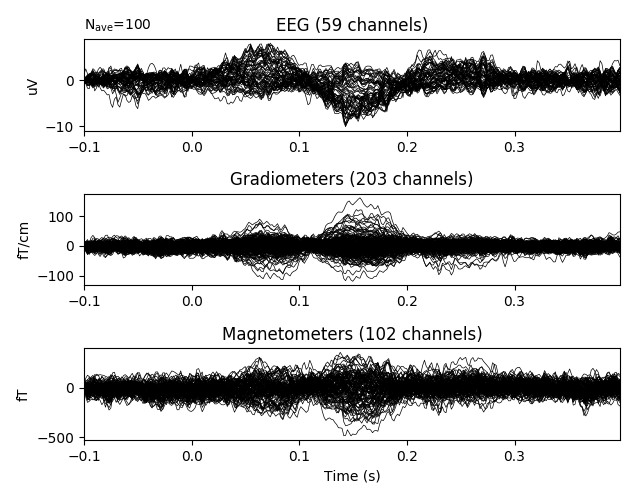 N_ave=100
EEG (59 channels)
uV
0
−10
−0.1 0.0 0.1 0.2 0.3
Gradiometers (203 channels)
fT/cm
100
0
−100
−0.1 0.0 0.1 0.2 0.3
Magnetometers (102 channels)
fT
0
−500
−0.1 0.0 0.1 0.2 0.3
Time (s)